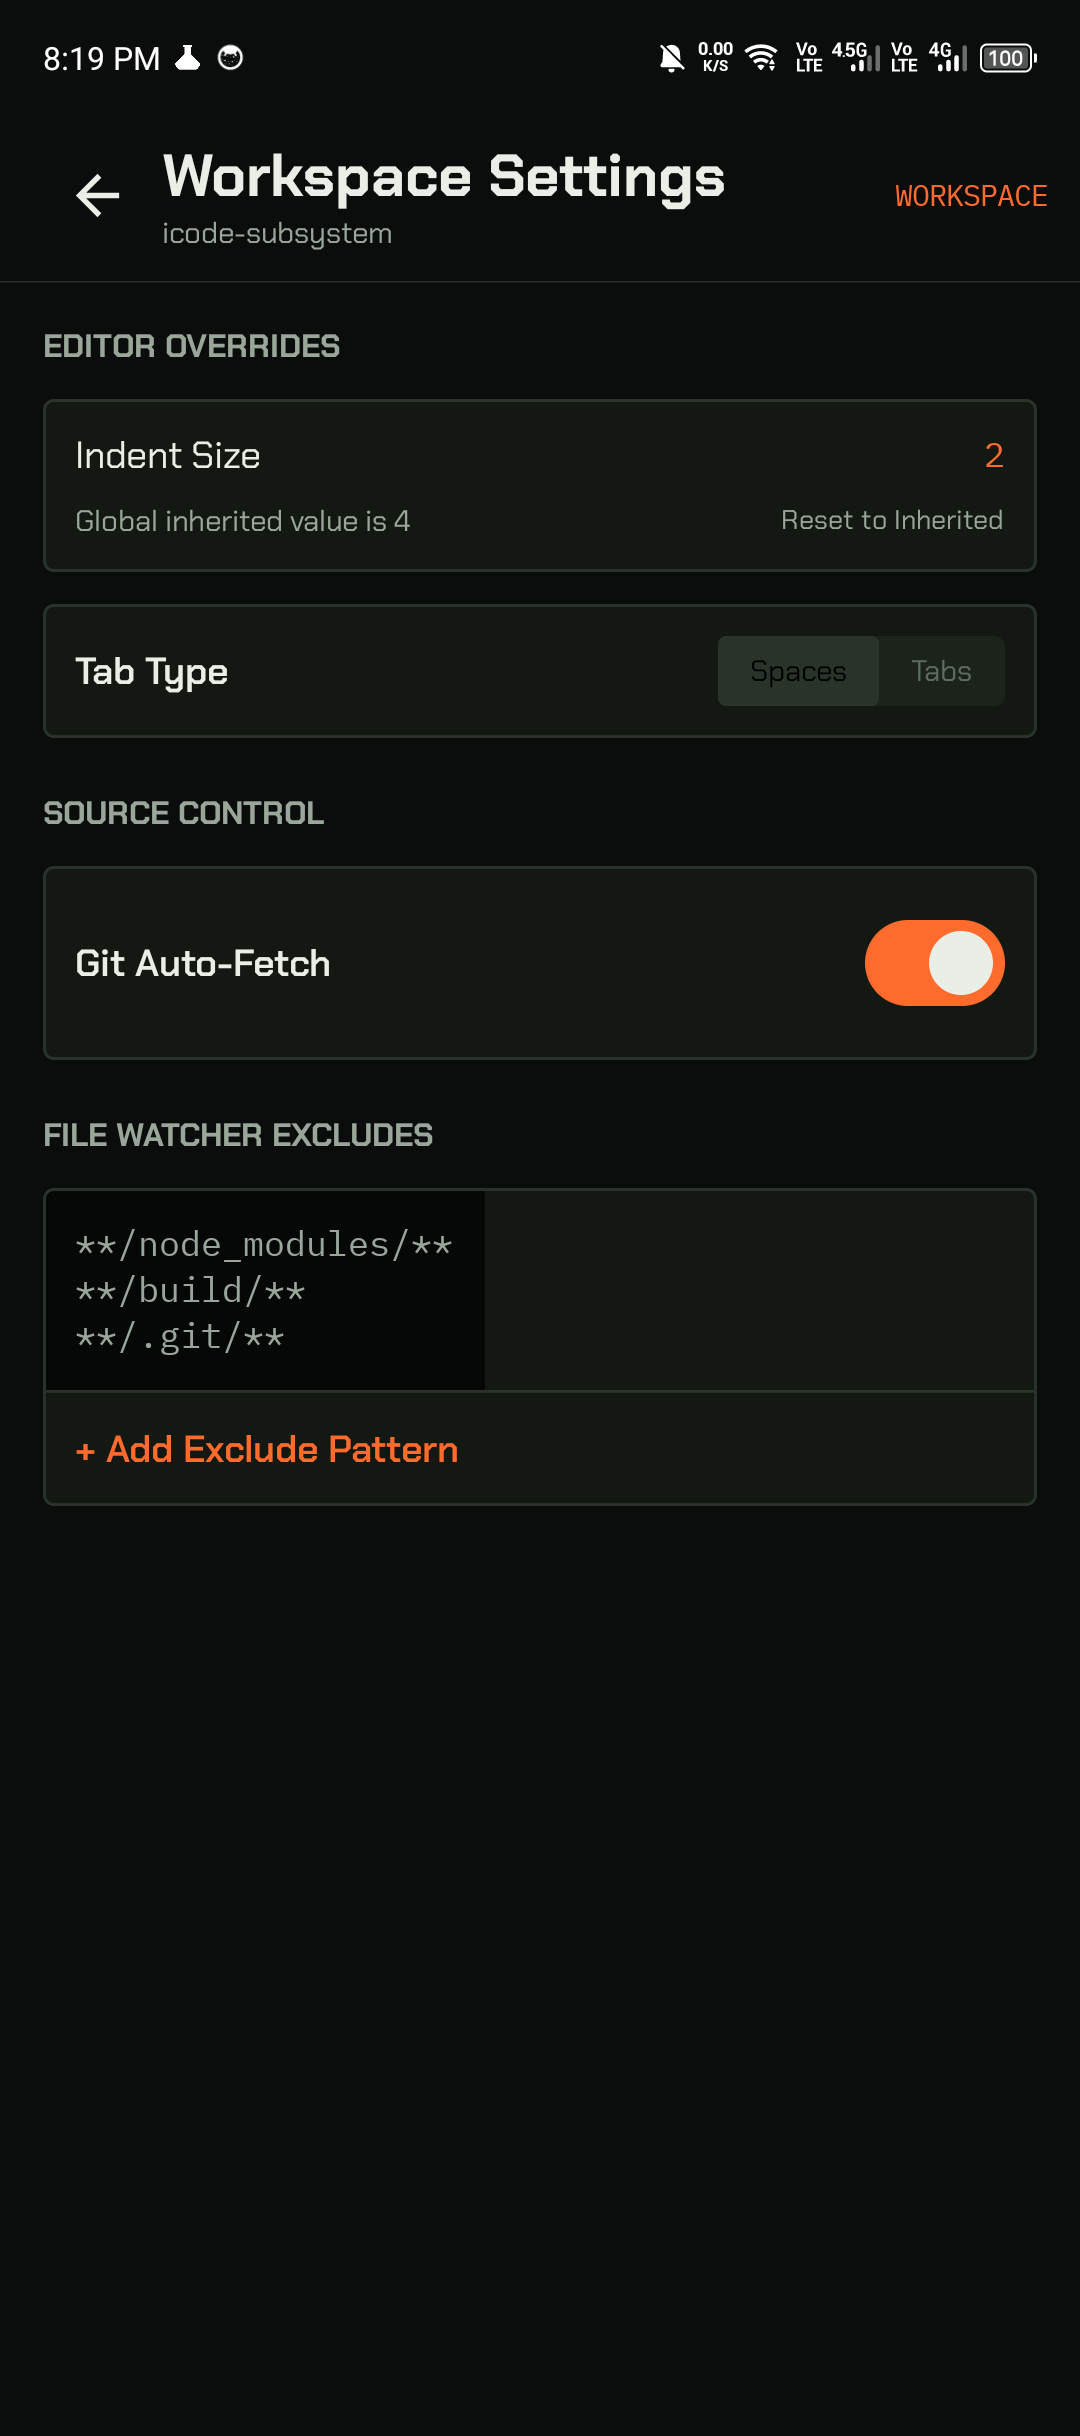 8:19 PM
0.00 K/S
Vo LTE
4.5G
Vo LTE
4G
100
Workspace Settings
icode-subsystem
WORKSPACE
EDITOR OVERRIDES
Indent Size
2
Global inherited value is 4
Reset to Inherited
Tab Type
Spaces
Tabs
SOURCE CONTROL
Git Auto-Fetch
FILE WATCHER EXCLUDES
**/node_modules/**
**/build/**
**/.git/**
+ Add Exclude Pattern